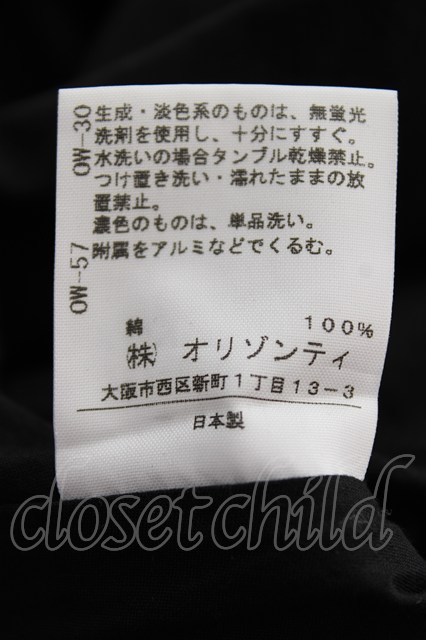 OW-30
生成・淡色系のものは、無蛍光
洗剤を使用し、十分にすすぐ。
水洗いの場合タンブル乾燥禁止。
つけ置き洗い・濡れたままの放
置禁止。
濃色のものは、単品洗い。
OW-57
附属をアルミなどでくるむ。
綿 100%
㈱ オリゾンティ
大阪市西区新町1丁目13-3
日本製
closetchild